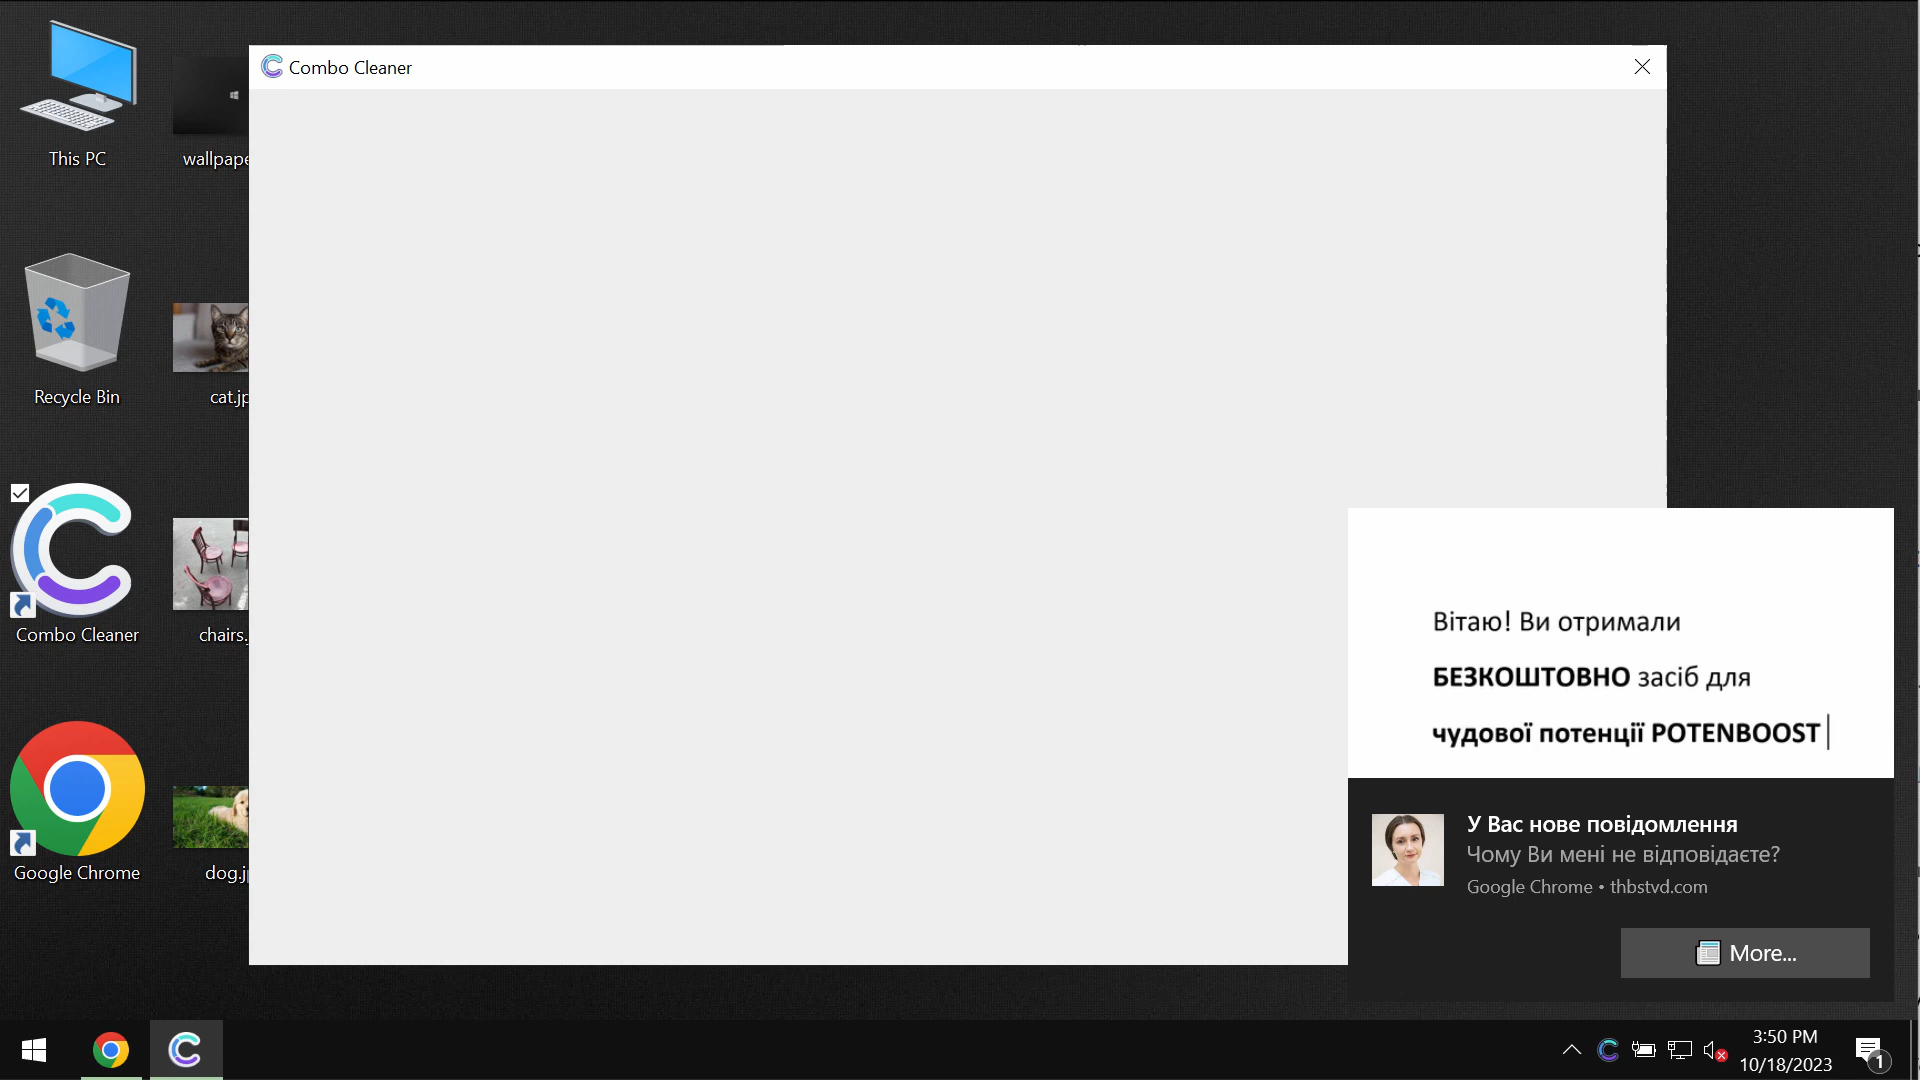 Combo Cleaner
This PC
wallpape
Recycle Bin
cat.jp
Combo Cleaner
chairs.
Google Chrome
dog.j
Вітаю! Ви отримали
БЕЗКОШТОВНО засіб для
чудової потенції POTENBOOST
У Вас нове повідомлення
Чому Ви мені не відповідаєте?
Google Chrome • thbstvd.com
More...
3:50 PM
10/18/2023
1